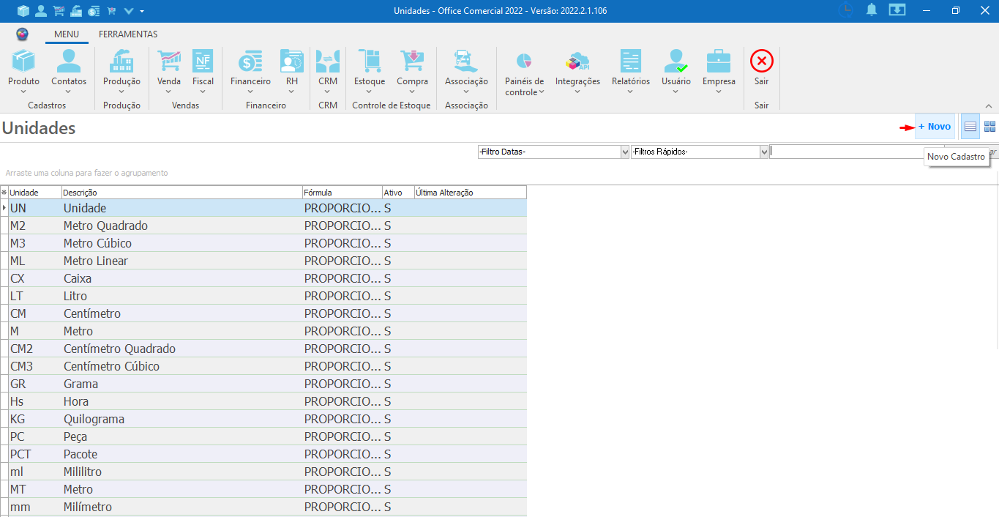 Unidades - Office Comercial 2022 - Versão: 2022.2.1.106
MENU FERRAMENTAS
NF
API
Produto Contatos Produção Venda Fiscal Financeiro RH CRM Estoque Compra Associação Painéis de controle Integrações Relatórios Usuário Empresa Sair
Cadastros Produção Vendas Financeiro CRM Controle de Estoque Associação Sair
Unidades
+ Novo
-Filtro Datas- -Filtros Rápidos-
Novo Cadastro
Arraste uma coluna para fazer o agrupamento
Unidade Descrição Fórmula Ativo Última Alteração
UN Unidade PROPORCIO... S
M2 Metro Quadrado PROPORCIO... S
M3 Metro Cúbico PROPORCIO... S
ML Metro Linear PROPORCIO... S
CX Caixa PROPORCIO... S
LT Litro PROPORCIO... S
CM Centímetro PROPORCIO... S
M Metro PROPORCIO... S
CM2 Centímetro Quadrado PROPORCIO... S
CM3 Centímetro Cúbico PROPORCIO... S
GR Grama PROPORCIO... S
Hs Hora PROPORCIO... S
KG Quilograma PROPORCIO... S
PC Peça PROPORCIO... S
PCT Pacote PROPORCIO... S
ml Mililitro PROPORCIO... S
MT Metro PROPORCIO... S
mm Milímetro PROPORCIO... S